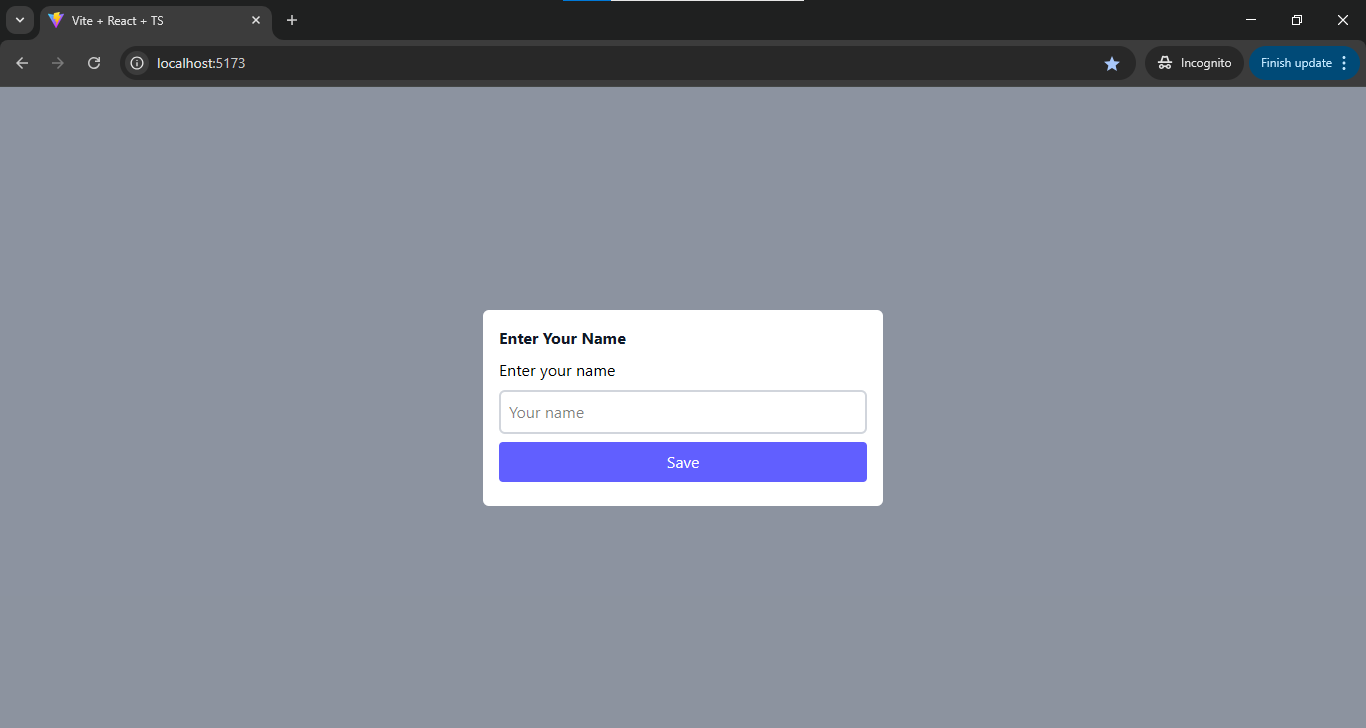 Vite + React + TS
localhost:5173
Incognito
Finish update
Enter Your Name
Enter your name
Your name
Save